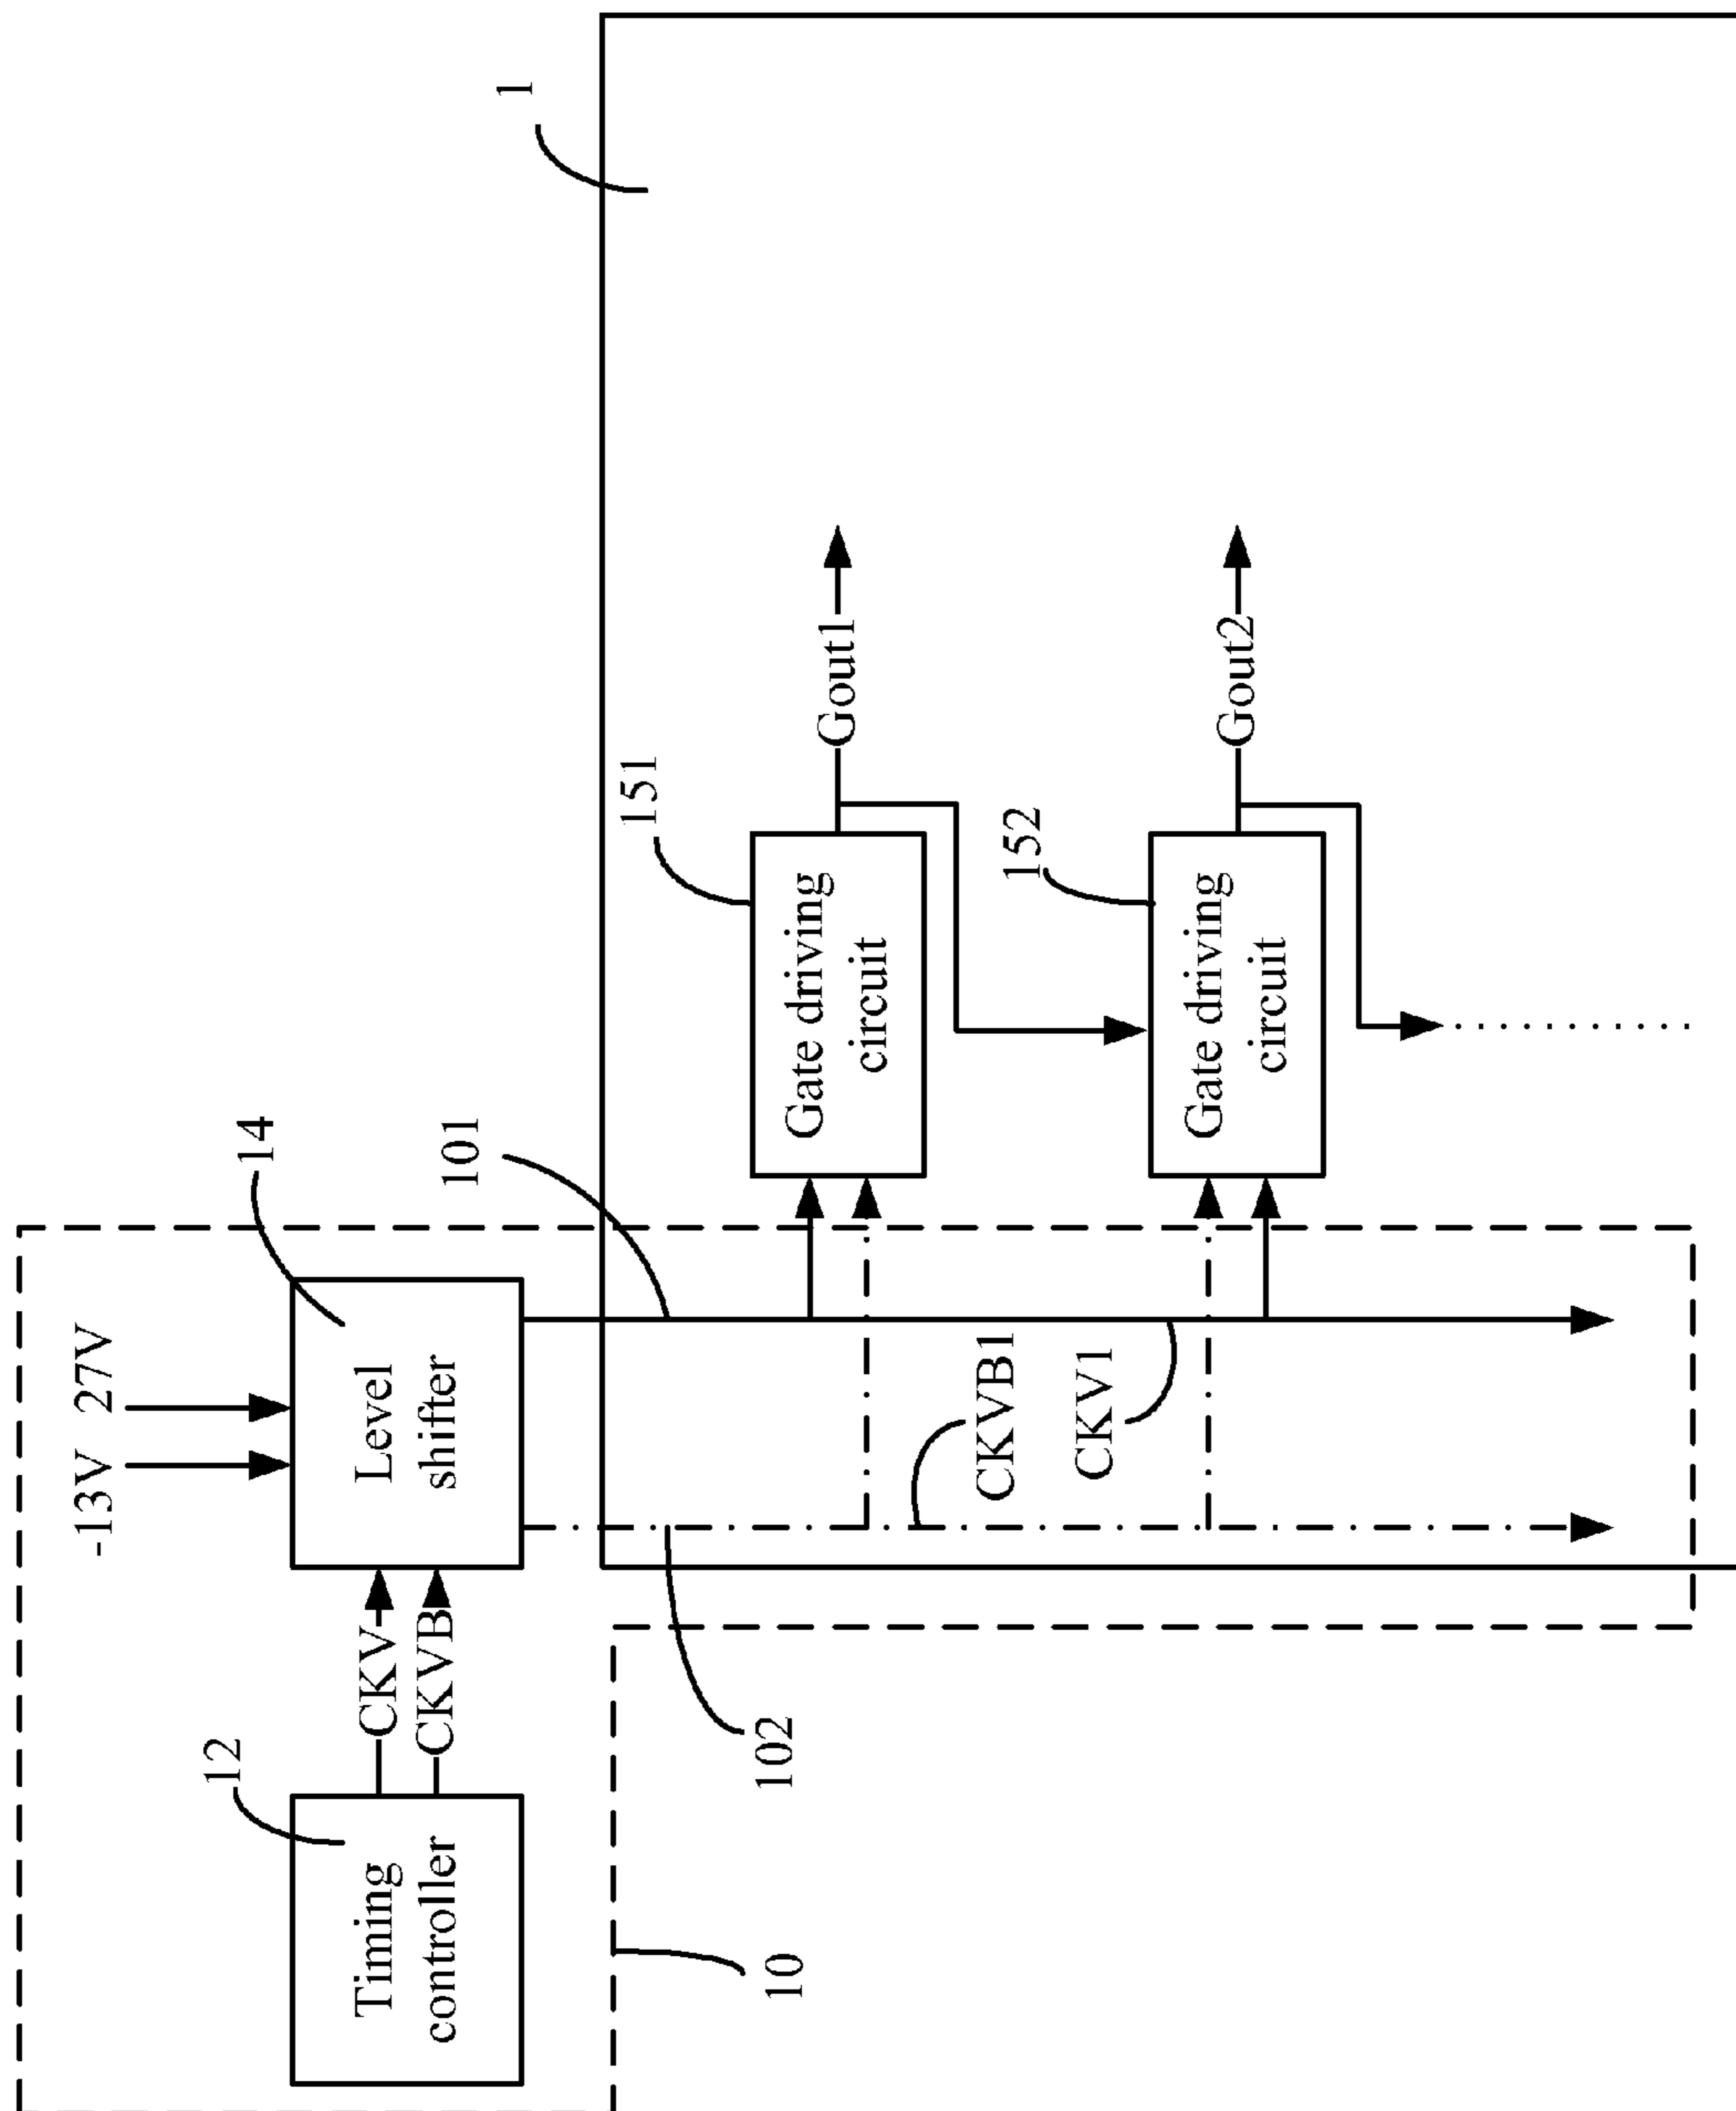 -13V 27V
12
CKV
CKVB
14
Timing
controller
Level
shifter
1
10
102
101
151
Gate driving
circuit
Gout1
CKVB1
CKV1
152
Gate driving
circuit
Gout2